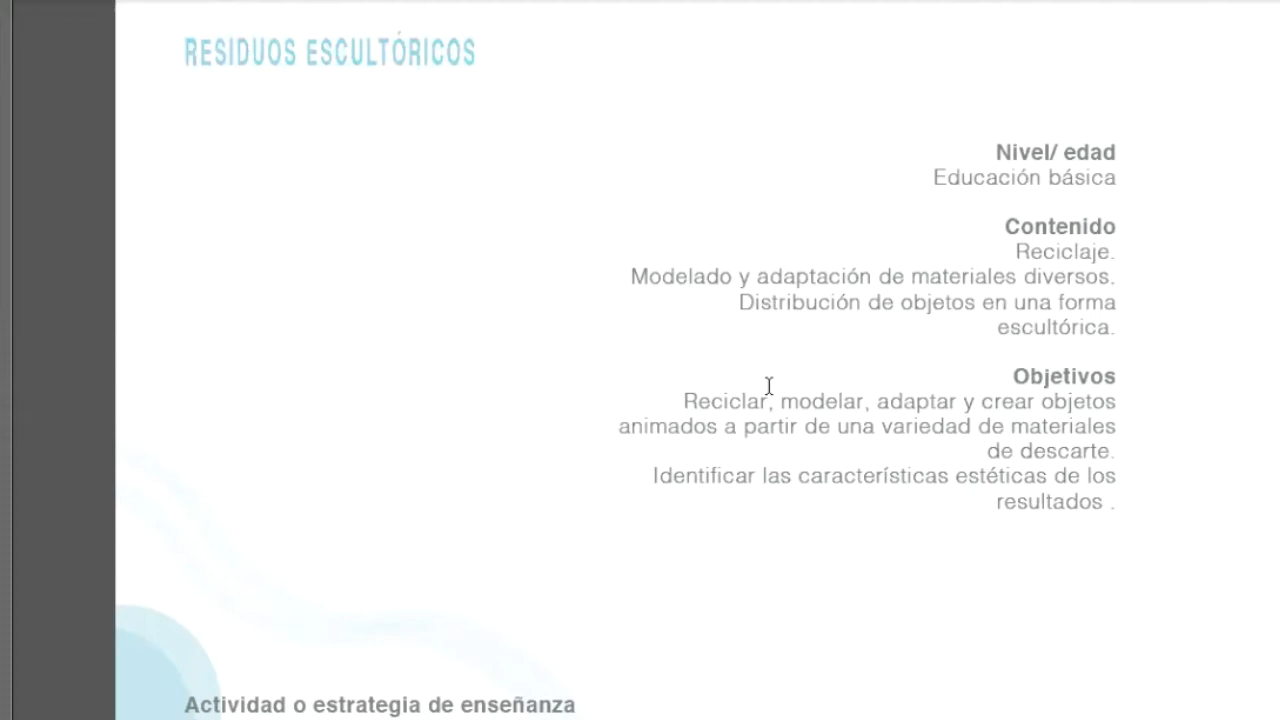 RESIDUOS ESCULTÓRICOS
Nivel/ edad
Educación básica
Contenido
Reciclaje.
Modelado y adaptación de materiales diversos.
Distribución de objetos en una forma
escultórica.
Objetivos
Reciclar, modelar, adaptar y crear objetos
animados a partir de una variedad de materiales
de descarte.
Identificar las características estéticas de los
resultados .
Actividad o estrategia de enseñanza